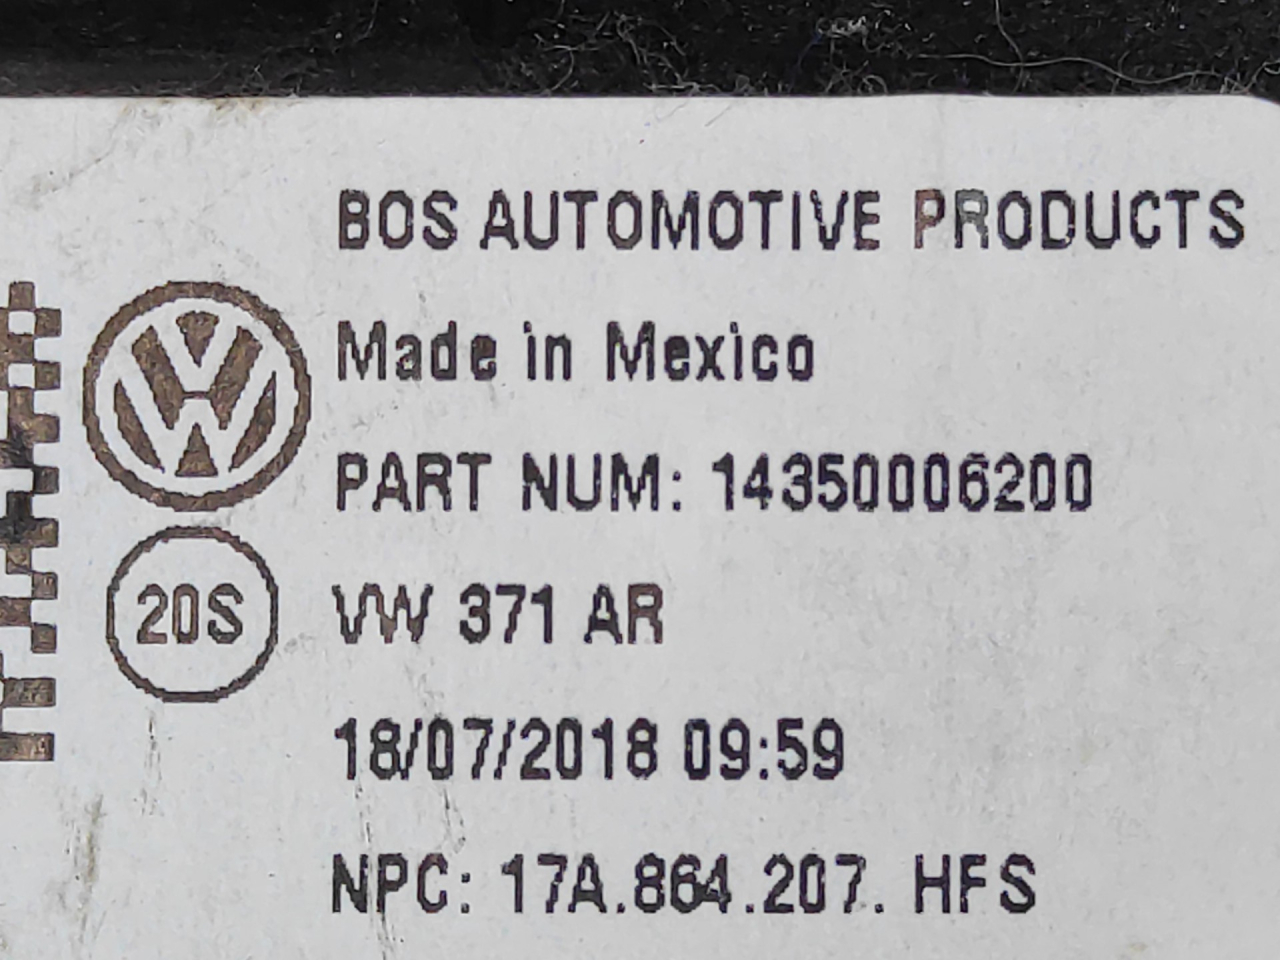 BOS AUTOMOTIVE PRODUCTS
Made in Mexico
PART NUM: 14350006200
20S
VW 371 AR
18/07/2018 09:59
NPC: 17A.864.207. HFS